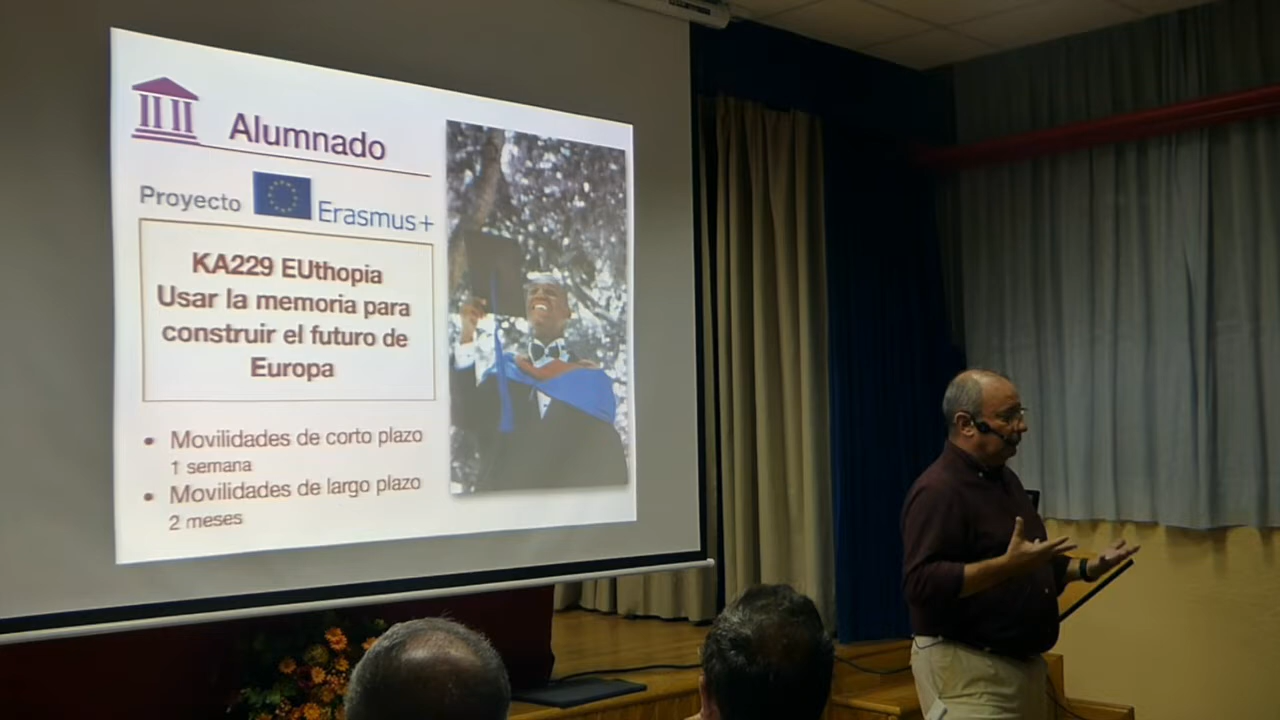 Alumnado
Proyecto Erasmus+
KA229 EUthopia
Usar la memoria para
construir el futuro de
Europa
• Movilidades de corto plazo
1 semana
• Movilidades de largo plazo
2 meses